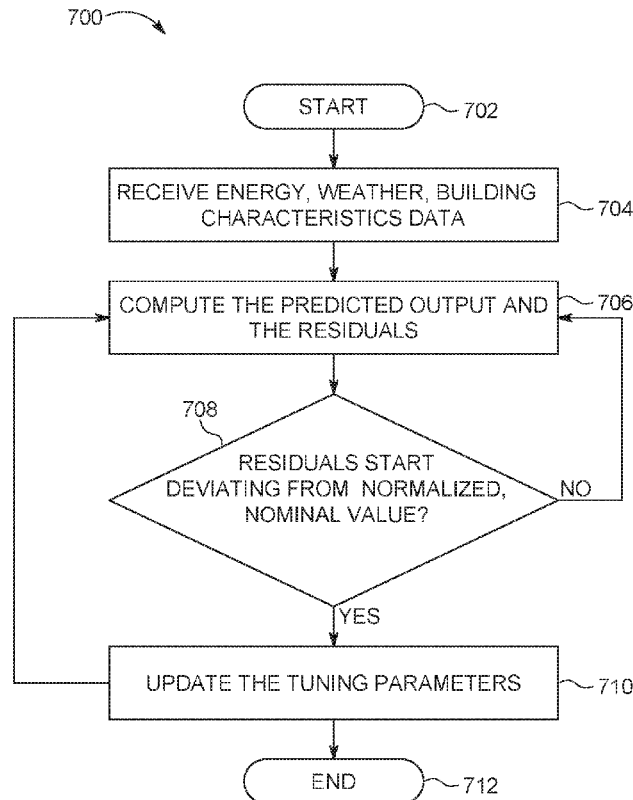 700
START
702
RECEIVE ENERGY, WEATHER, BUILDING
CHARACTERISTICS DATA
704
COMPUTE THE PREDICTED OUTPUT AND
THE RESIDUALS
706
708
RESIDUALS START
DEVIATING FROM NORMALIZED,
NOMINAL VALUE?
NO
YES
UPDATE THE TUNING PARAMETERS
710
END
712